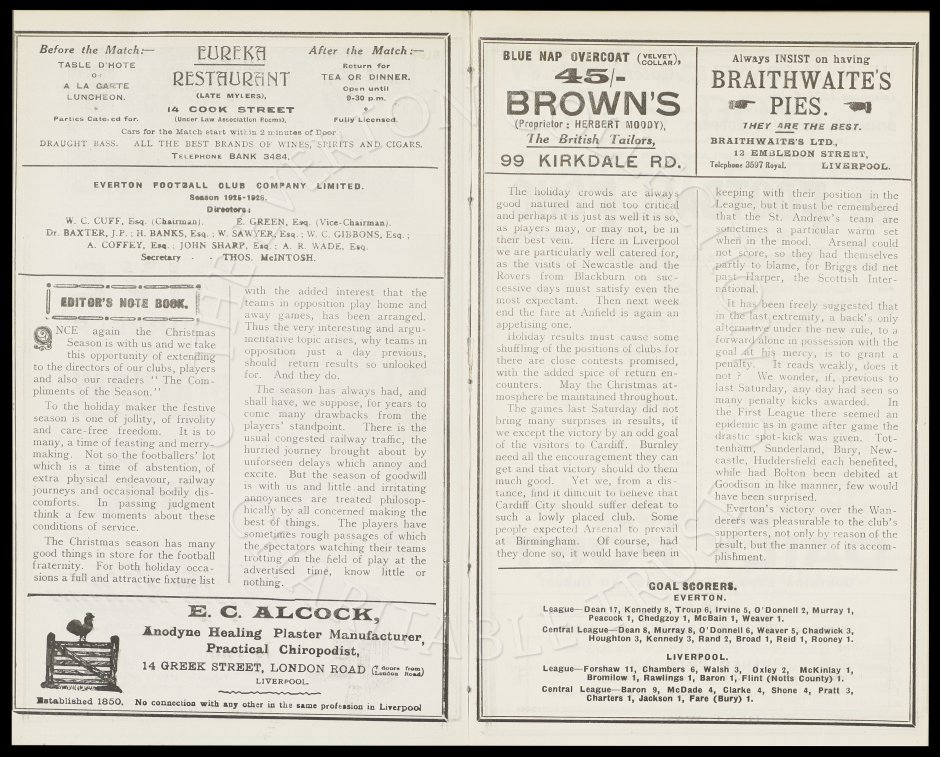 Before the Match:—
TABLE D'HOTE
OR
A LA CARTE
LUNCHEON.
Parties Catered for.
EUREKA
RESTAURANT
(LATE MYLERS),
14 COOK STREET
(Under Law Association Rooms),
After the Match:—
Return for
TEA OR DINNER.
Open until
9-30 p.m.
Fully Licensed.
Cars for the Match start within 2 minutes of Door
DRAUGHT BASS. ALL THE BEST BRANDS OF WINES, SPIRITS AND CIGARS.
TELEPHONE BANK 3484.
EVERTON FOOTBALL CLUB COMPANY LIMITED.
Season 1925-1926.
Directors:
W. C. CUFF, Esq. (Chairman). E. GREEN, Esq. (Vice-Chairman).
Dr. BAXTER, J.P.; H. BANKS, Esq.; W. SAWYER, Esq.; W. C. GIBBONS, Esq.;
A. COFFEY, Esq.; JOHN SHARP, Esq.; A. R. WADE, Esq.
Secretary - - THOS. McINTOSH.
EDITOR'S NOTE BOOK.
ONCE again the Christmas
Season is with us and we take
this opportunity of extending
to the directors of our clubs, players
and also our readers "The Com-
pliments of the Season."
To the holiday maker the festive
season is one of jollity, of frivolity
and care-free freedom. It is to
many, a time of feasting and merry-
making. Not so the footballers' lot
which is a time of abstention, of
extra physical endeavour, railway
journeys and occasional bodily dis-
comforts. In passing judgment
think a few moments about these
conditions of service.
The Christmas season has many
good things in store for the football
fraternity. For both holiday occa-
sions a full and attractive fixture list
with the added interest that the
teams in opposition play home and
away games, has been arranged.
Thus the very interesting and argu-
mentative topic arises, why teams in
opposition just a day previous,
should return results so unlooked
for. And they do.
The season has always had, and
shall have, we suppose, for years to
come many drawbacks from the
players' standpoint. There is the
usual congested railway traffic, the
hurried journey brought about by
unforseen delays which annoy and
excite. But the season of goodwill
is with us and little and irritating
annoyances are treated philosop-
hically by all concerned making the
best of things. The players have
sometimes rough passages of which
the spectators watching their teams
trotting on the field of play at the
advertised time, know little or
nothing.
E. C. ALCOCK,
Anodyne Healing Plaster Manufacturer,
Practical Chiropodist,
14 GREEK STREET, LONDON ROAD (7 doors from London Road)
LIVERPOOL.
Established 1850. No connection with any other in the same profession in Liverpool
BLUE NAP OVERCOAT (VELVET COLLAR)
45/-
BROWN'S
(Proprietor: HERBERT MOODY),
The British Tailors,
99 KIRKDALE RD.
Always INSIST on having
BRAITHWAITE'S
PIES.
THEY ARE THE BEST.
BRAITHWAITE'S LTD.,
12 EMBLEDON STREET,
Telephone 3597 Royal. LIVERPOOL.
The holiday crowds are always
good natured and not too critical
and perhaps it is just as well it is so,
as players may, or may not, be in
their best vein. Here in Liverpool
we are particularly well catered for,
as the visits of Newcastle and the
Rovers from Blackburn on suc-
cessive days must satisfy even the
most expectant. Then next week
end the fare at Anfield is again an
appetising one.
Holiday results must cause some
shuffling of the positions of clubs for
there are close contests promised,
with the added spice of return en-
counters. May the Christmas at-
mosphere be maintained throughout.
The games last Saturday did not
bring many surprises in results, if
we except the victory by an odd goal
of the visitors to Cardiff. Burnley
need all the encouragement they can
get and that victory should do them
much good. Yet we, from a dis-
tance, find it difficult to believe that
Cardiff City should suffer defeat to
such a lowly placed club. Some
people expected Arsenal to prevail
at Birmingham. Of course, had
they done so, it would have been in
keeping with their position in the
League, but it must be remembered
that the St. Andrew's team are
sometimes a particular warm set
when in the mood. Arsenal could
not score, so they had themselves
partly to blame, for Briggs did net
past Harper, the Scottish Inter-
national.
It has been freely suggested that
in the last extremity, a back's only
alternative under the new rule, to a
forward alone in possession with the
goal at his mercy, is to grant a
penalty. It reads weakly, does it
not? We wonder, if, previous to
last Saturday, any day had seen so
many penalty kicks awarded. In
the First League there seemed an
epidemic as in game after game the
drastic spot-kick was given. Tot-
tenham, Sunderland, Bury, New-
castle, Huddersfield each benefited,
while had Bolton been debited at
Goodison in like manner, few would
have been surprised.
Everton's victory over the Wan-
derers was pleasurable to the club's
supporters, not only by reason of the
result, but the manner of its accom-
plishment.
GOAL SCORERS.
EVERTON.
League—Dean 17, Kennedy 8, Troup 6, Irvine 5, O'Donnell 2, Murray 1,
Peacock 1, Chedgzoy 1, McBain 1, Weaver 1.
Central League—Dean 8, Murray 8, O'Donnell 6, Weaver 5, Chadwick 3,
Houghton 3, Kennedy 3, Rand 2, Broad 1, Reid 1, Rooney 1.
LIVERPOOL.
League—Forshaw 11, Chambers 6, Walsh 3, Oxley 2, McKinlay 1,
Bromilow 1, Rawlings 1, Baron 1, Flint (Notts County) 1.
Central League—Baron 9, McDade 4, Clarke 4, Shone 4, Pratt 3,
Charters 1, Jackson 1, Fare (Bury) 1.